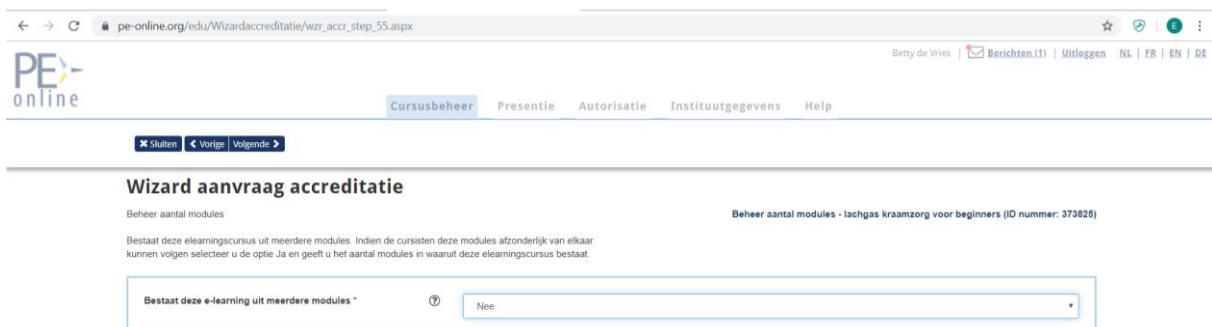 pe-online.org/edu/Wizardaccreditatie/wzr_accr_step_55.aspx
E
Betty de Vries | Berichten (1) | Uitloggen NL | FR | EN | DE
PE
online
Cursusbeheer Presentie Autorisatie Instituutgegevens Help
Sluiten Vorige Volgende
Wizard aanvraag accreditatie
Beheer aantal modules
Beheer aantal modules - lachgas kraamzorg voor beginners (ID nummer: 373825)
Bestaat deze elearningscursus uit meerdere modules. Indien de cursisten deze modules afzonderlijk van elkaar
kunnen volgen selecteer u de optie Ja en geeft u het aantal modules in waaruit deze elearningscursus bestaat.
Bestaat deze e-learning uit meerdere modules * ? Nee